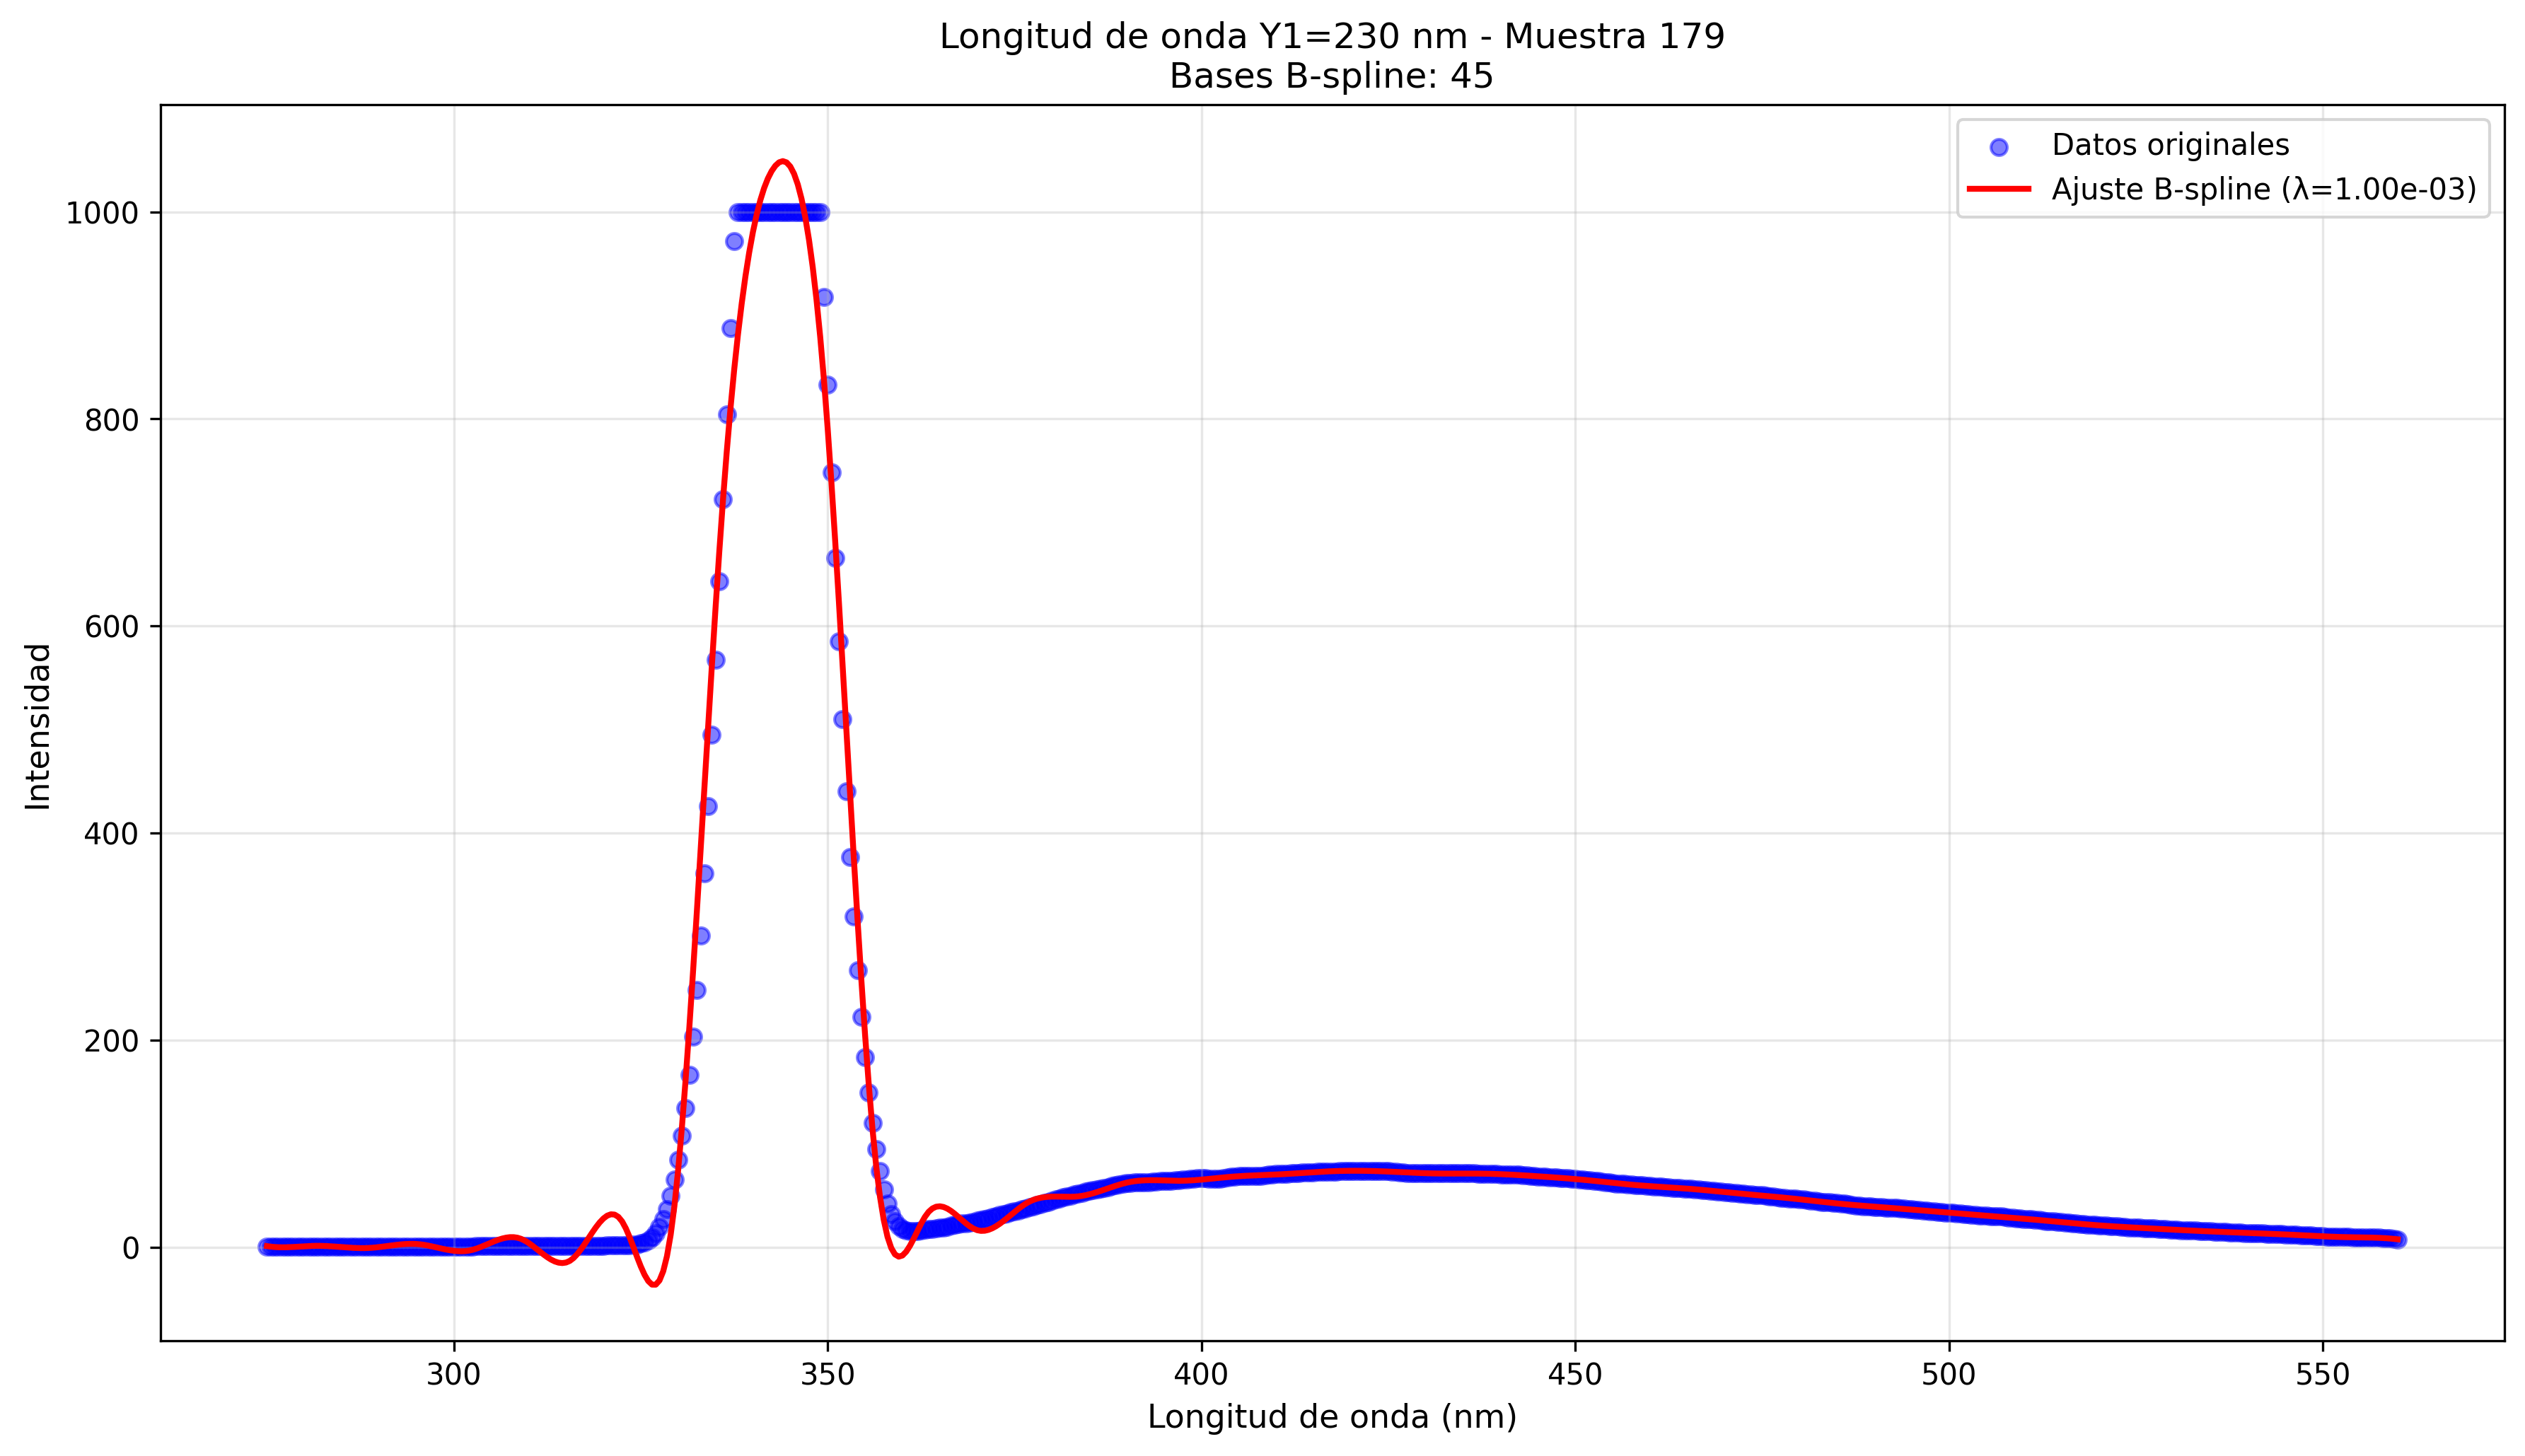 Longitud de onda Y1=230 nm - Muestra 179
Bases B-spline: 45
Datos originales
Ajuste B-spline (λ=1.00e-03)
Intensidad
1000
800
600
400
200
0
300 350 400 450 500 550
Longitud de onda (nm)